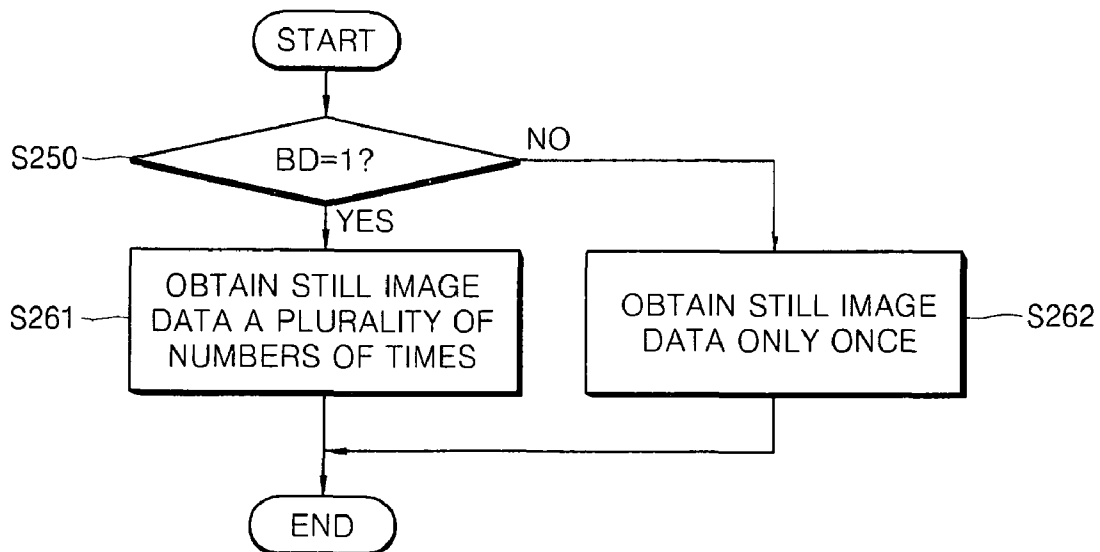 START
S250
BD=1?
NO
YES
S261
OBTAIN STILL IMAGE
DATA A PLURALITY OF
NUMBERS OF TIMES
OBTAIN STILL IMAGE
DATA ONLY ONCE
S262
END